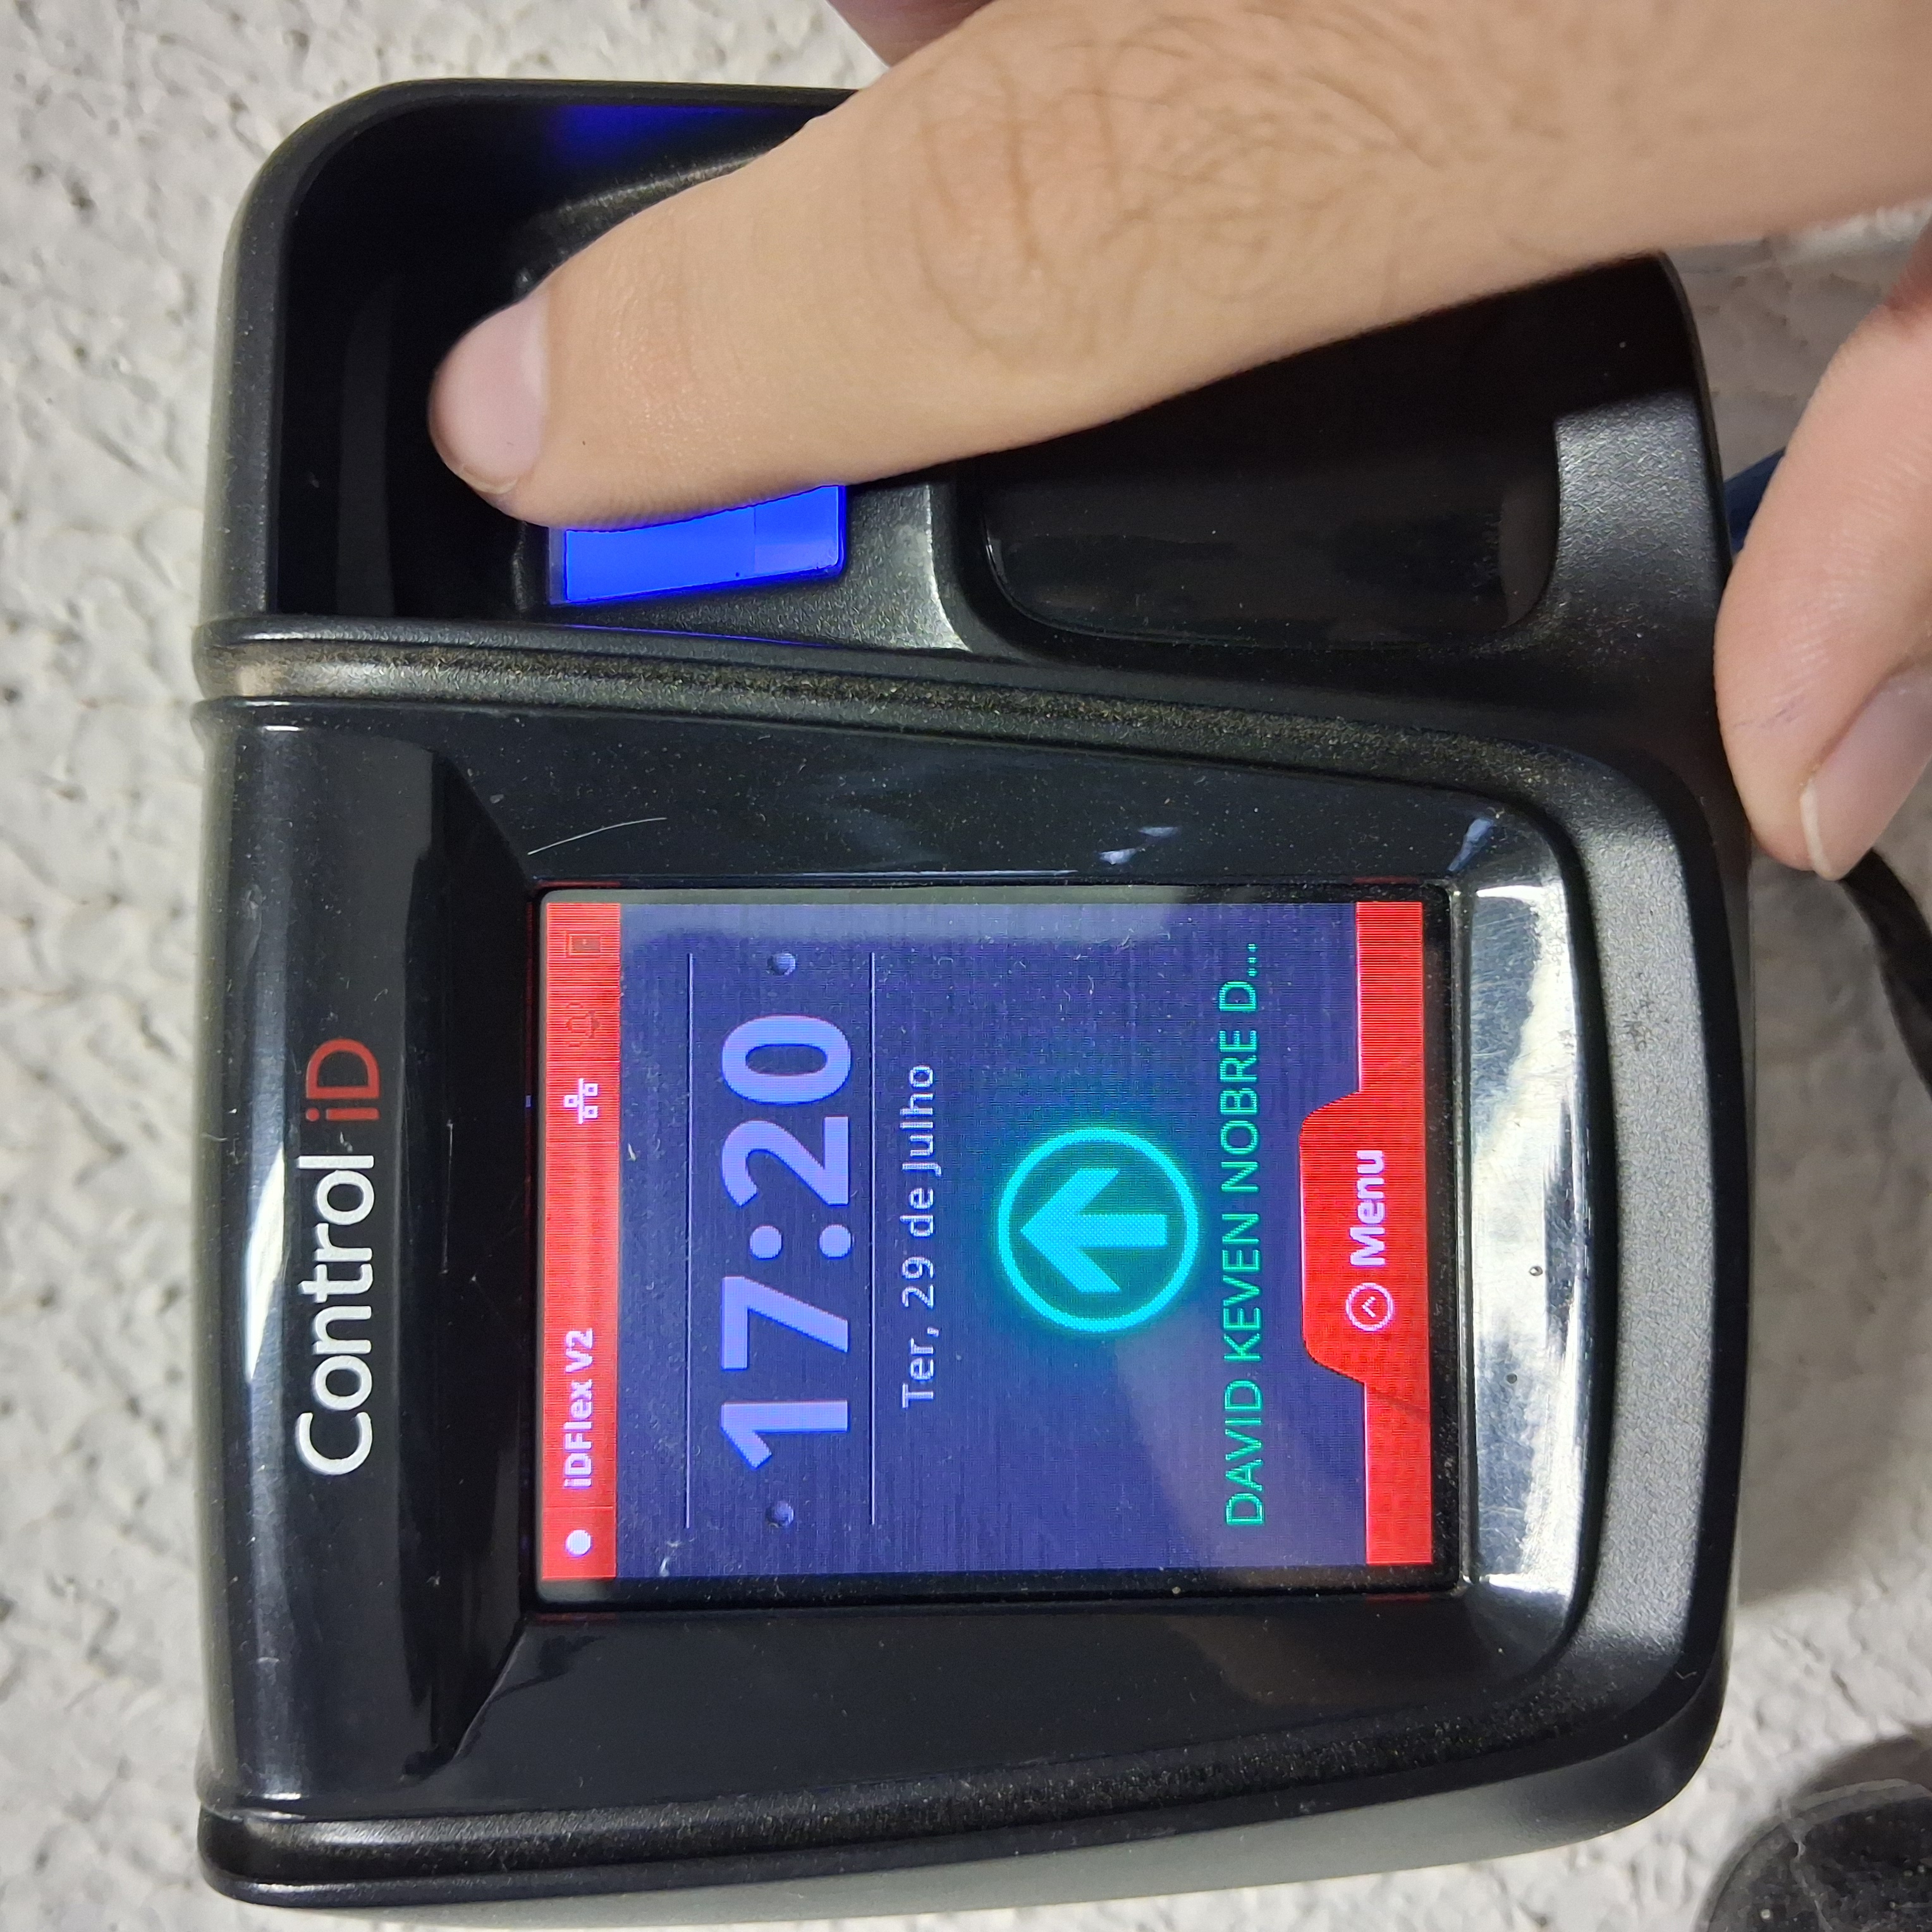 Control iD
iDFlex V2
17:20
Ter, 29 de Julho
DAVID KEVEN NOBRE D...
Menu